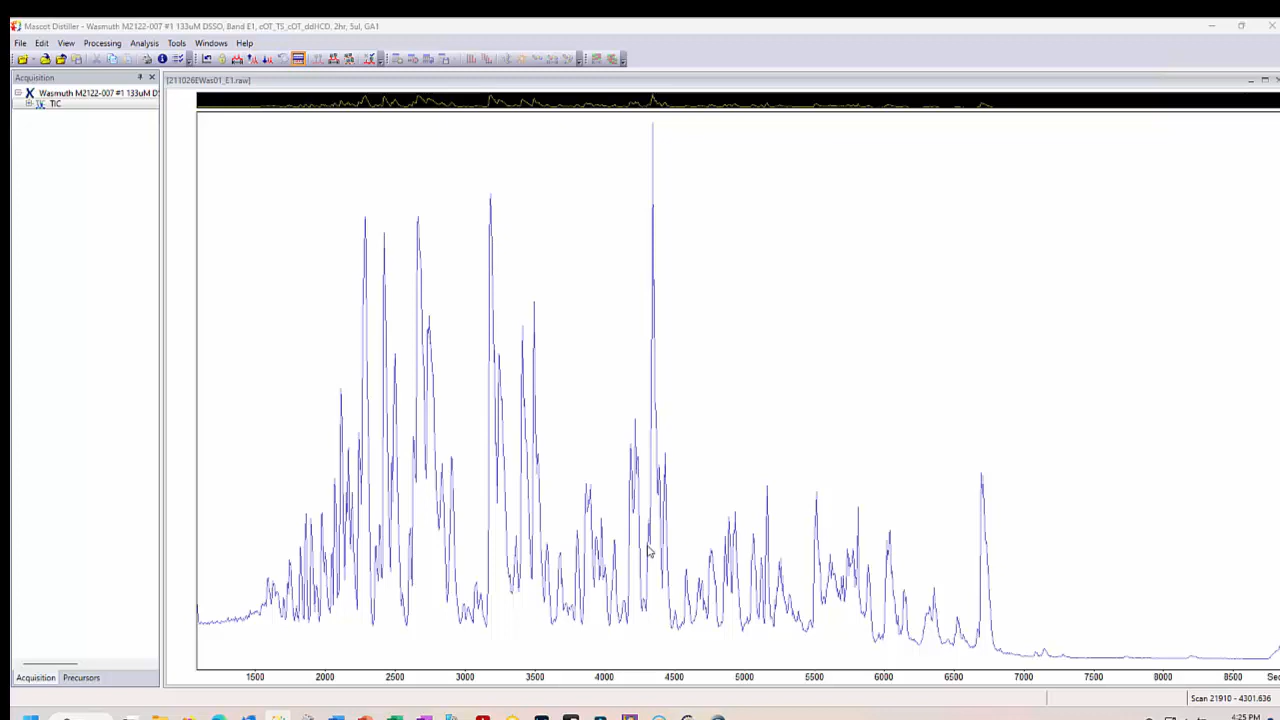 Mascot Distiller - Wasmuth M2122-007 #1 133uM DSSO, Band E1, cOT_TS_cOT_ddHCD, 2hr, 5ul, GA1
File Edit View Processing Analysis Tools Windows Help
Acquisition
[211026EWas01_E1.raw]
Wasmuth M2122-007 #1 133uM D
TIC
1500 2000 2500 3000 3500 4000 4500 5000 5500 6000 6500 7000 7500 8000 8500 Sec
Acquisition Precursors
Scan 21910 - 4301.636
4:25 PM